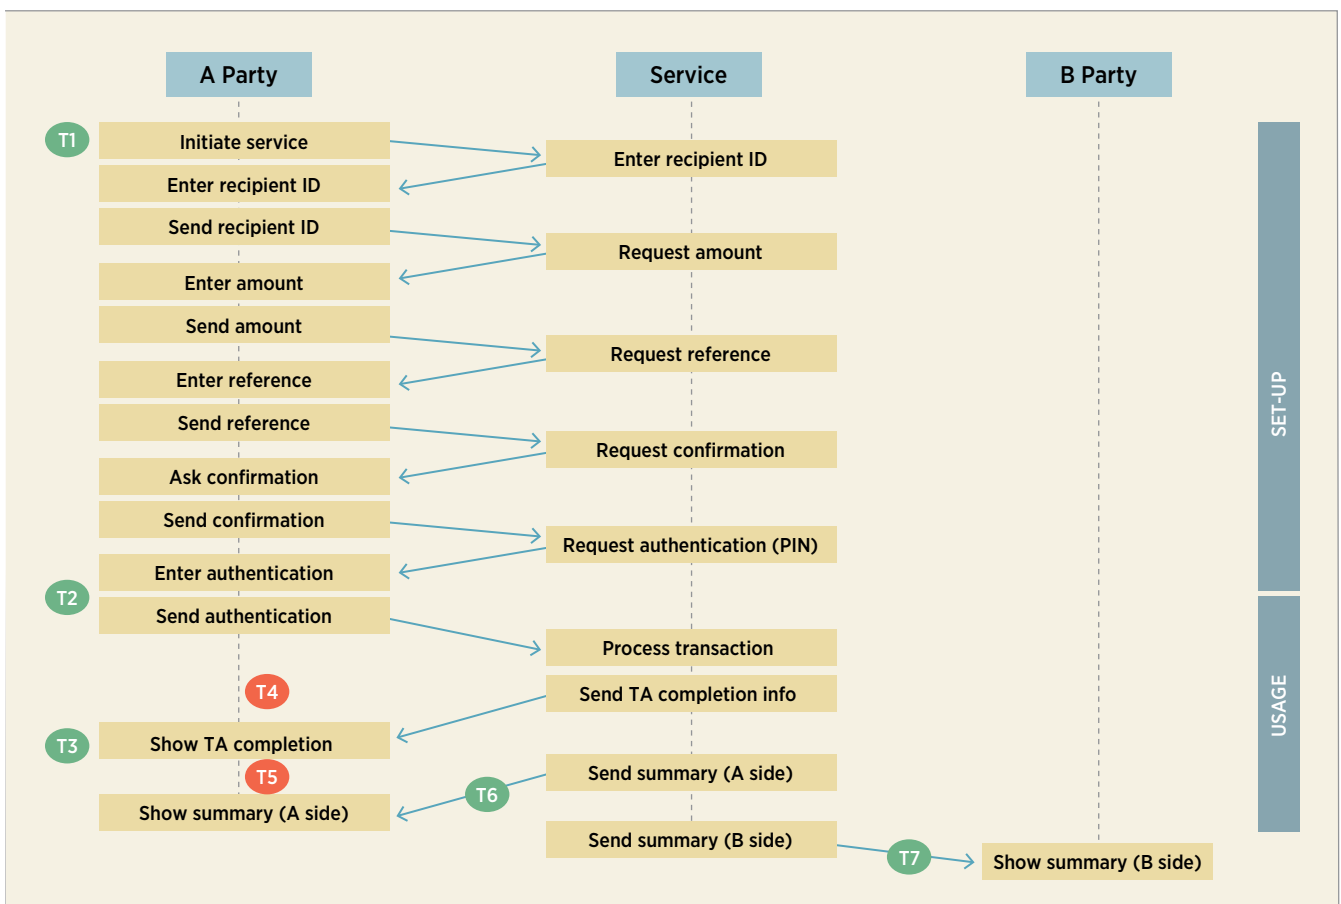 A Party
Service
B Party
T1
Initiate service
Enter recipient ID
Enter recipient ID
Send recipient ID
Request amount
Enter amount
Send amount
Request reference
Enter reference
Send reference
Request confirmation
Ask confirmation
Send confirmation
Request authentication (PIN)
Enter authentication
SET-UP
T2
Send authentication
Process transaction
T4
Send TA completion info
T3
Show TA completion
T5
Send summary (A side)
T6
Show summary (A side)
USAGE
Send summary (B side)
T7
Show summary (B side)